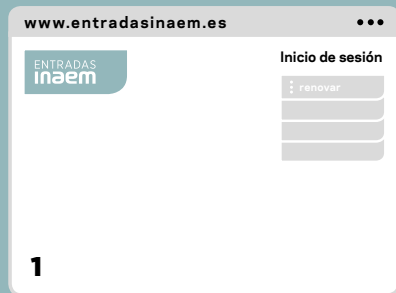 www.entradasinaem.es
Inicio de sesión
ENTRADAS
inaem
renovar
1